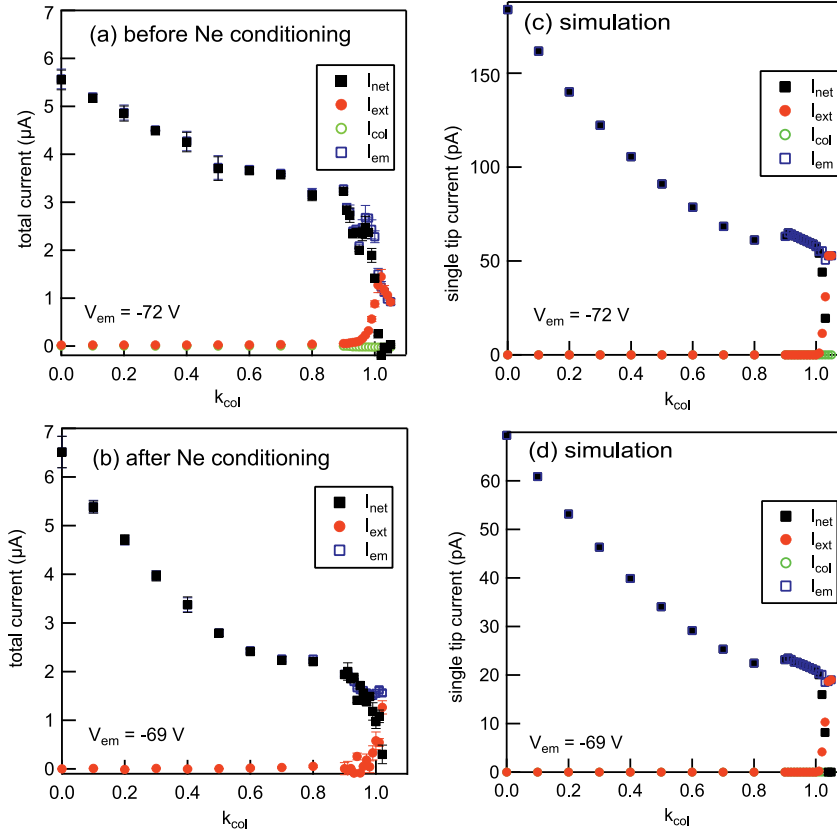 (a) before Ne conditioning
total current (μA)
7
6
5
4
3
2
1
0
I_net
I_ext
I_col
I_em
V_em = -72 V
0.0 0.2 0.4 0.6 0.8 1.0
k_col
(c) simulation
single tip current (pA)
150
100
50
0
I_net
I_ext
I_col
I_em
V_em = -72 V
0.0 0.2 0.4 0.6 0.8 1.0
k_col
(b) after Ne conditioning
total current (μA)
7
6
5
4
3
2
1
0
I_net
I_ext
I_em
V_em = -69 V
0.0 0.2 0.4 0.6 0.8 1.0
k_col
(d) simulation
single tip current (pA)
60
50
40
30
20
10
0
I_net
I_ext
I_col
I_em
V_em = -69 V
0.0 0.2 0.4 0.6 0.8 1.0
k_col